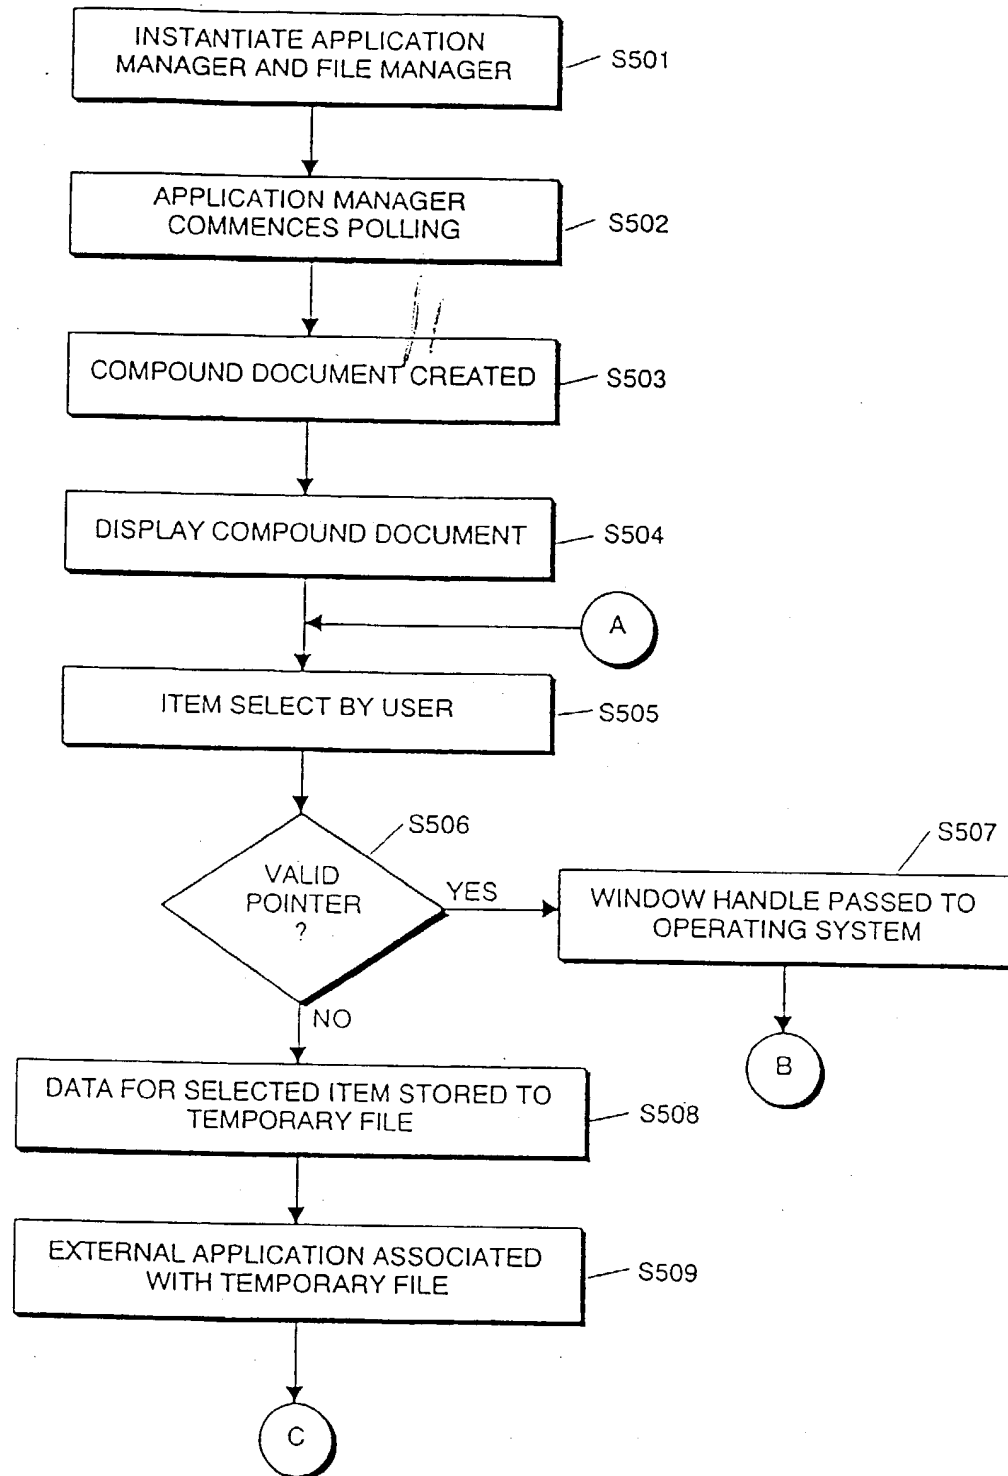 INSTANTIATE APPLICATION
MANAGER AND FILE MANAGER
S501
APPLICATION MANAGER
COMMENCES POLLING
S502
COMPOUND DOCUMENT CREATED
S503
DISPLAY COMPOUND DOCUMENT
S504
A
ITEM SELECT BY USER
S505
S506
VALID
POINTER
?
YES
NO
S507
WINDOW HANDLE PASSED TO
OPERATING SYSTEM
B
DATA FOR SELECTED ITEM STORED TO
TEMPORARY FILE
S508
EXTERNAL APPLICATION ASSOCIATED
WITH TEMPORARY FILE
S509
C